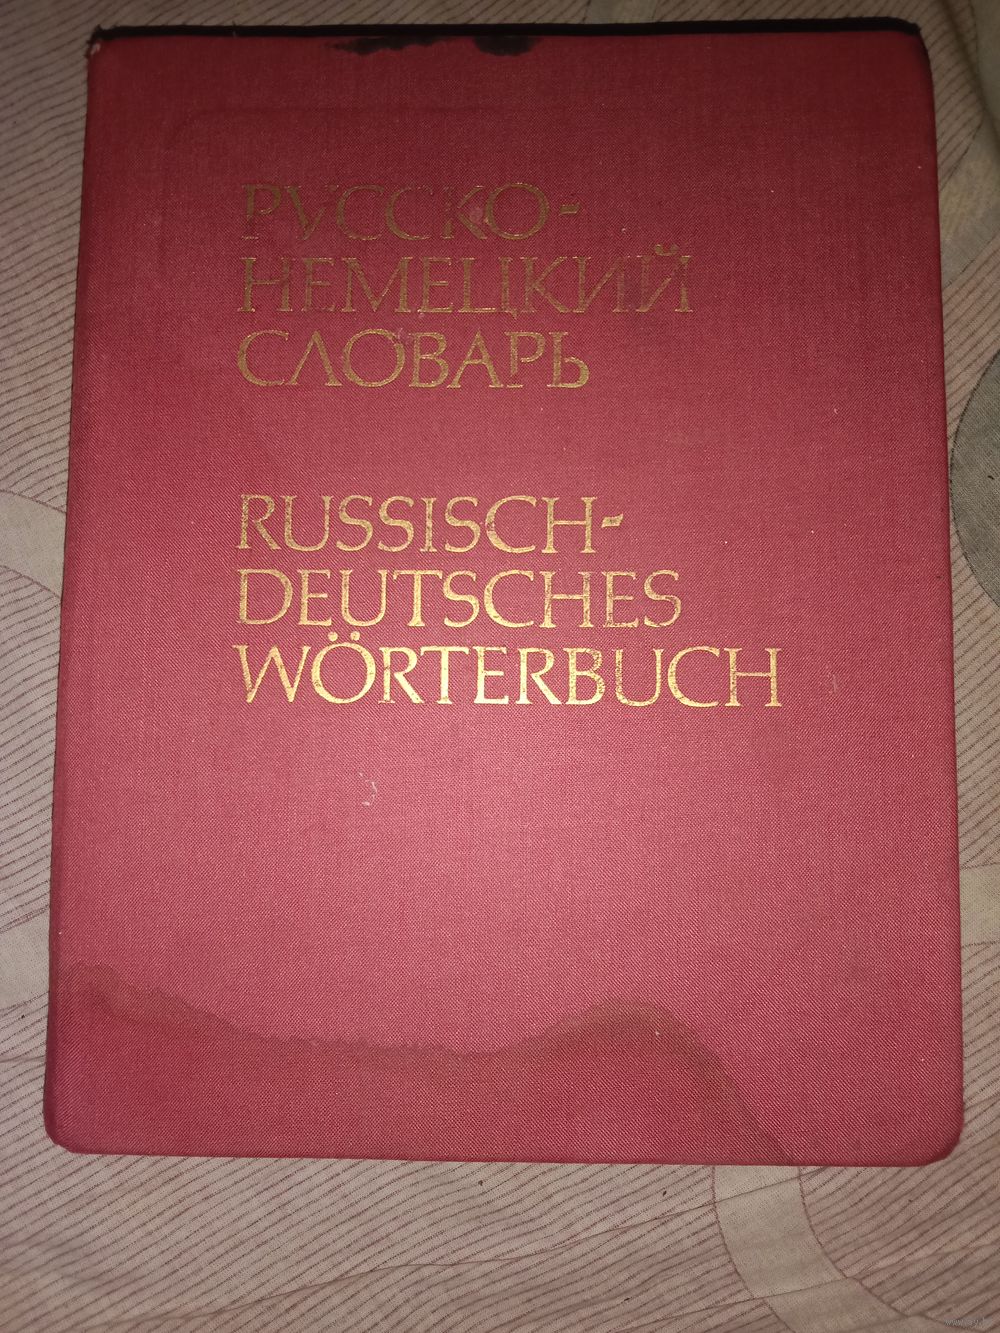 РУССКО-
НЕМЕЦКИЙ
СЛОВАРЬ
RUSSISCH-
DEUTSCHES
WÖRTERBUCH